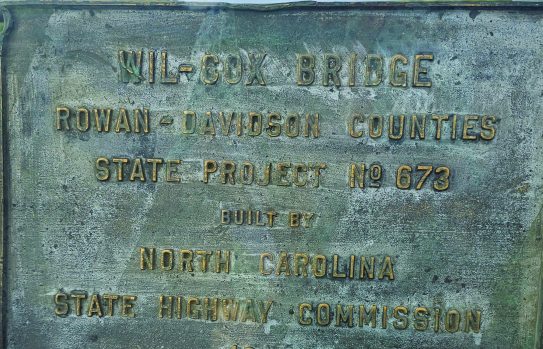 WIL-COX BRIDGE
ROWAN-DAVIDSON COUNTIES
STATE PROJECT No 673
BUILT BY
NORTH CAROLINA
STATE HIGHWAY COMMISSION